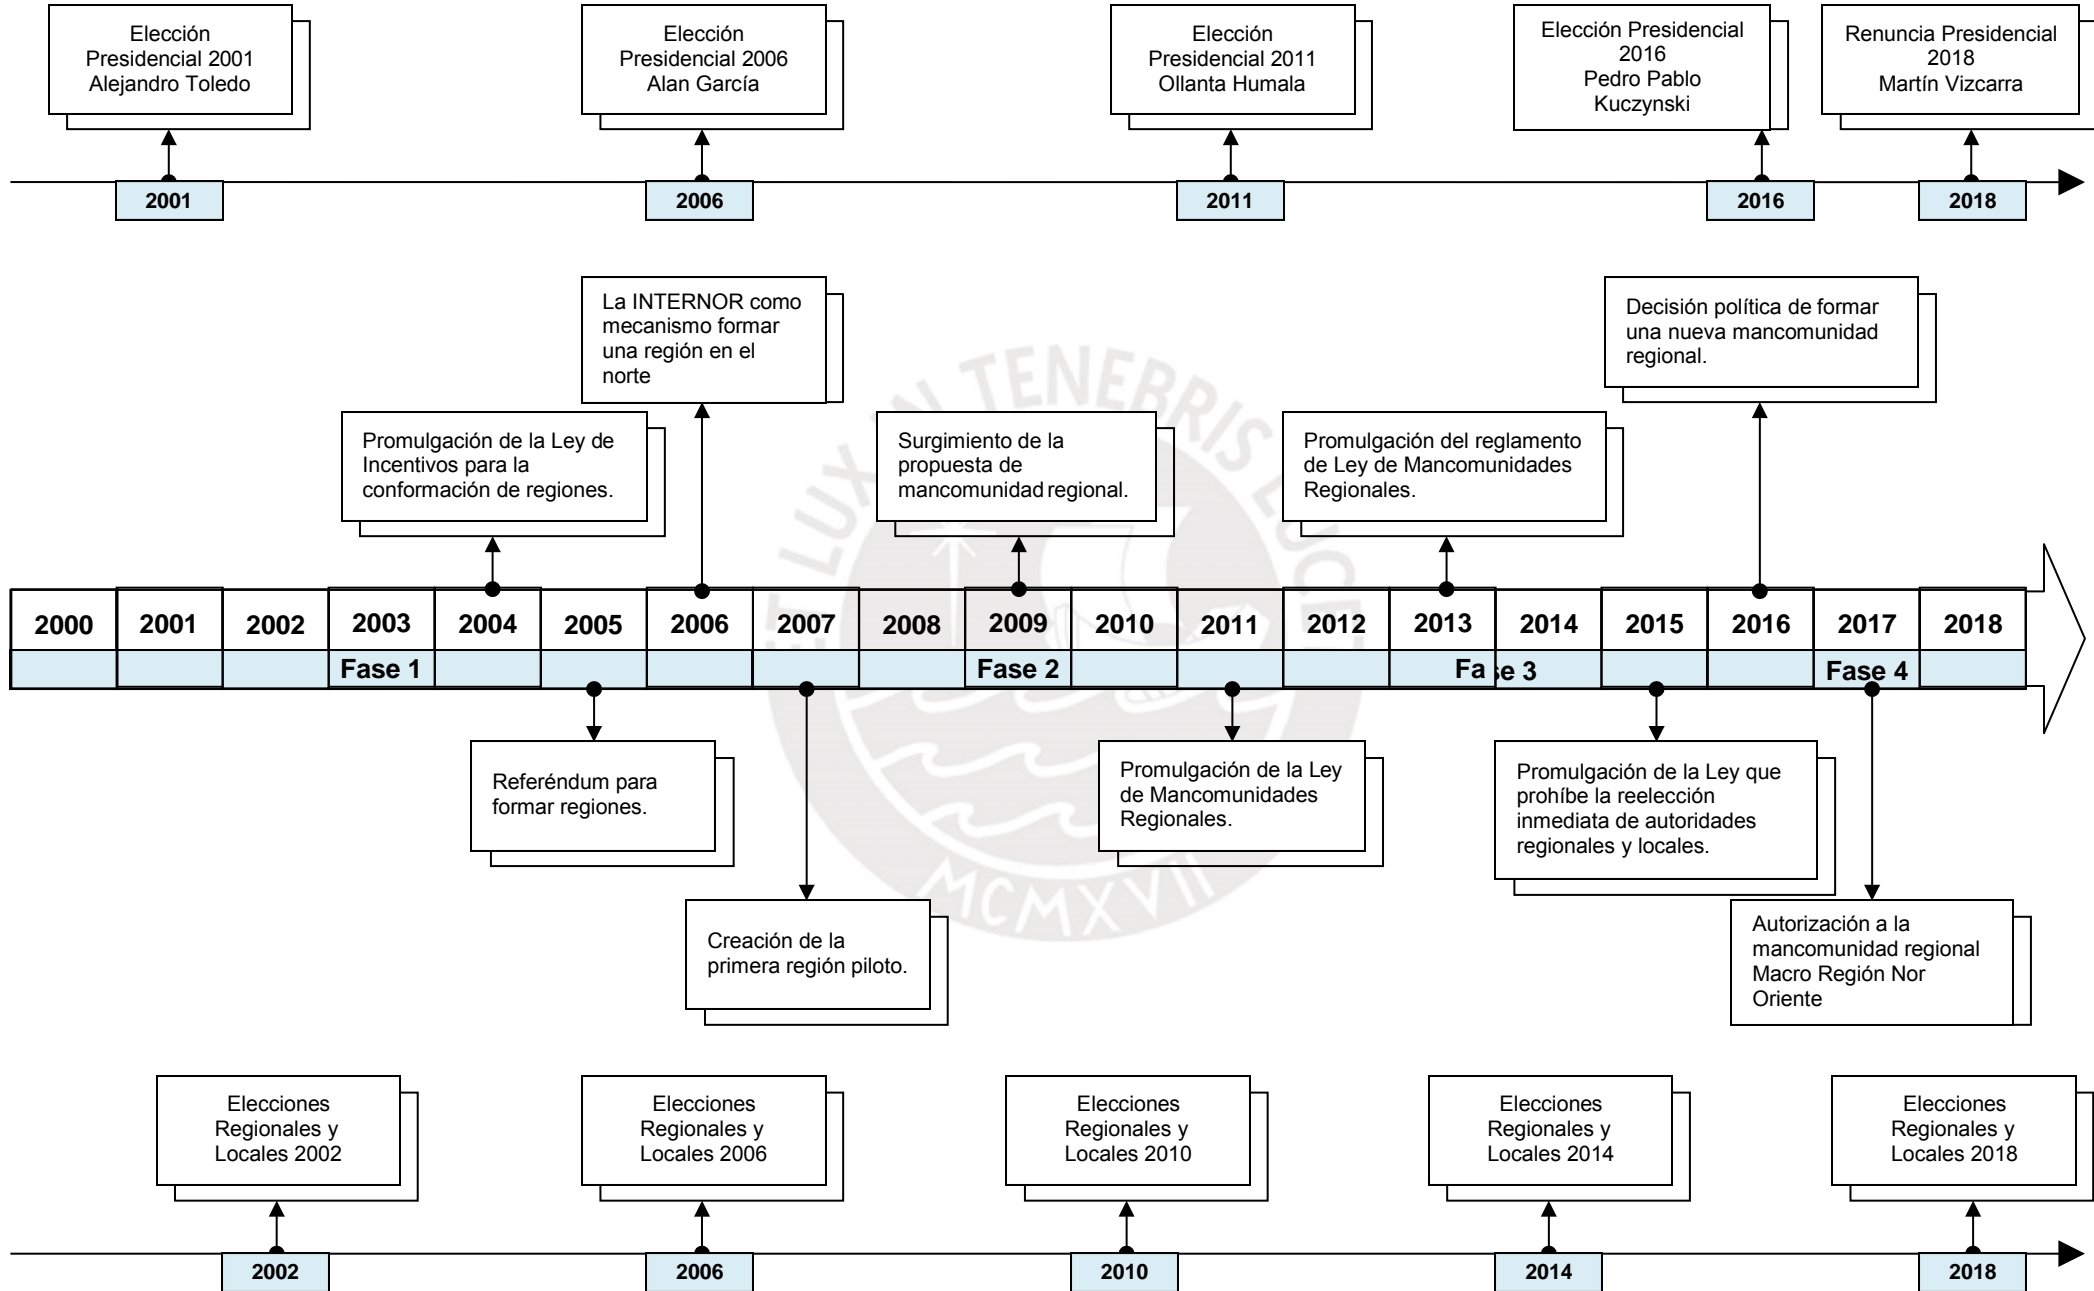 Elección
Presidencial 2001
Alejandro Toledo
Elección
Presidencial 2006
Alan García
Elección
Presidencial 2011
Ollanta Humala
Elección Presidencial
2016
Pedro Pablo
Kuczynski
Renuncia Presidencial
2018
Martín Vizcarra
2001
2006
2011
2016
2018
La INTERNOR como
mecanismo formar
una región en el
norte
Decisión política de formar
una nueva mancomunidad
regional.
Promulgación de la Ley de
Incentivos para la
conformación de regiones.
Surgimiento de la
propuesta de
mancomunidad regional.
Promulgación del reglamento
de Ley de Mancomunidades
Regionales.
2000 2001 2002 2003 2004 2005 2006 2007 2008 2009 2010 2011 2012 2013 2014 2015 2016 2017 2018
Fase 1 Fase 2 Fase 3 Fase 4
Referéndum para
formar regiones.
Promulgación de la Ley
de Mancomunidades
Regionales.
Promulgación de la Ley que
prohíbe la reelección
inmediata de autoridades
regionales y locales.
Creación de la
primera región piloto.
Autorización a la
mancomunidad regional
Macro Región Nor
Oriente
Elecciones
Regionales y
Locales 2002
Elecciones
Regionales y
Locales 2006
Elecciones
Regionales y
Locales 2010
Elecciones
Regionales y
Locales 2014
Elecciones
Regionales y
Locales 2018
2002
2006
2010
2014
2018
ET LUX IN TENEBRIS LUCET
MCMXVII